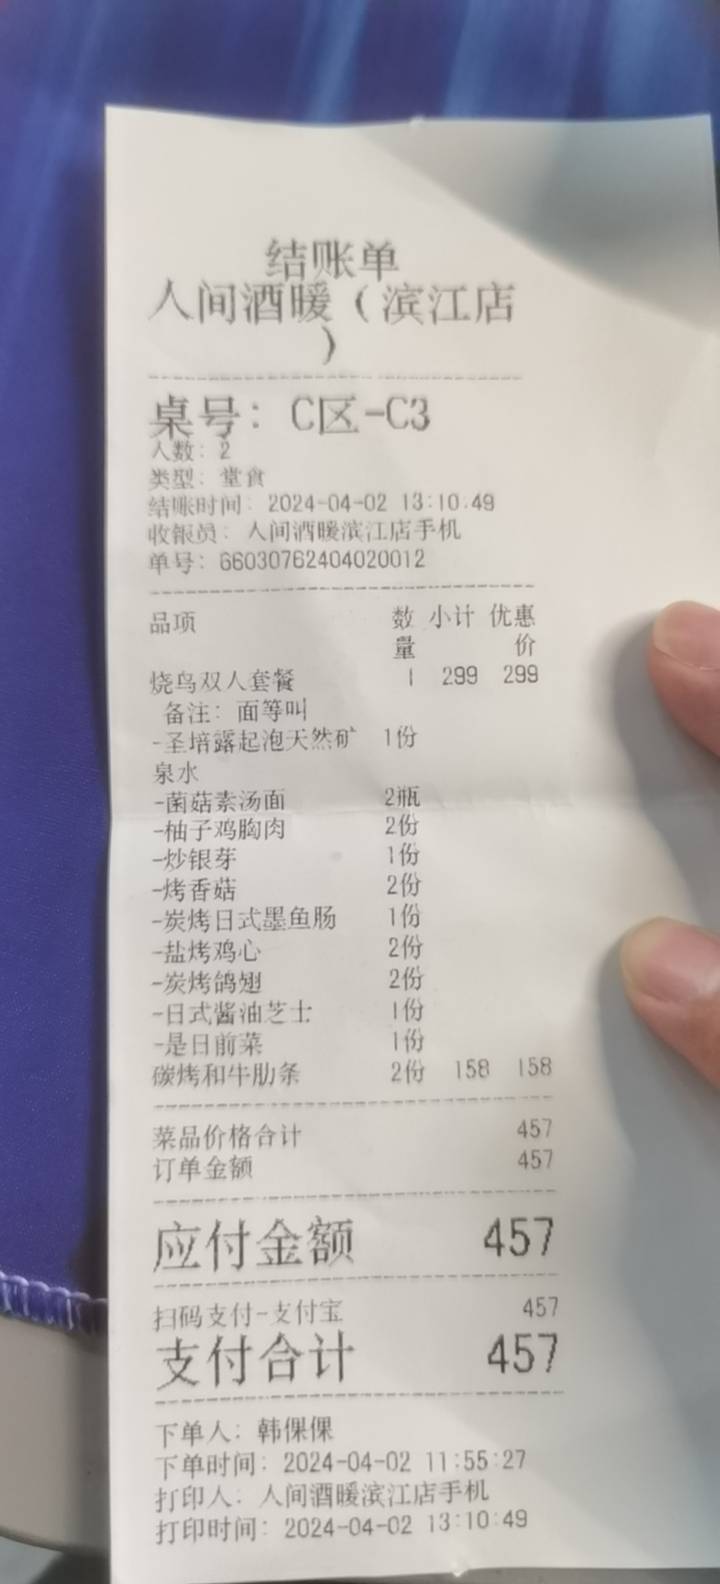 结账单
人间酒暖（滨江店
）
桌号：C区-C3
人数：2
类型：堂食
结账时间：2024-04-02 13:10:49
收银员：人间酒暖滨江店手机
单号：66030762404020012
品项 数 小计 优惠
量 价
烧鸟双人套餐 1 299 299
备注：面等叫
-圣培露起泡天然矿 1份
泉水
-菌菇素汤面 2瓶
-柚子鸡胸肉 2份
-炒银芽 1份
-烤香菇 2份
-炭烤日式墨鱼肠 1份
-盐烤鸡心 2份
-炭烤鸽翅 2份
-日式酱油芝士 1份
-是日前菜 1份
碳烤和牛肋条 2份 158 158
菜品价格合计 457
订单金额 457
应付金额 457
扫码支付-支付宝 457
支付合计 457
下单人：韩倮倮
下单时间：2024-04-02 11:55:27
打印人：人间酒暖滨江店手机
打印时间：2024-04-02 13:10:49